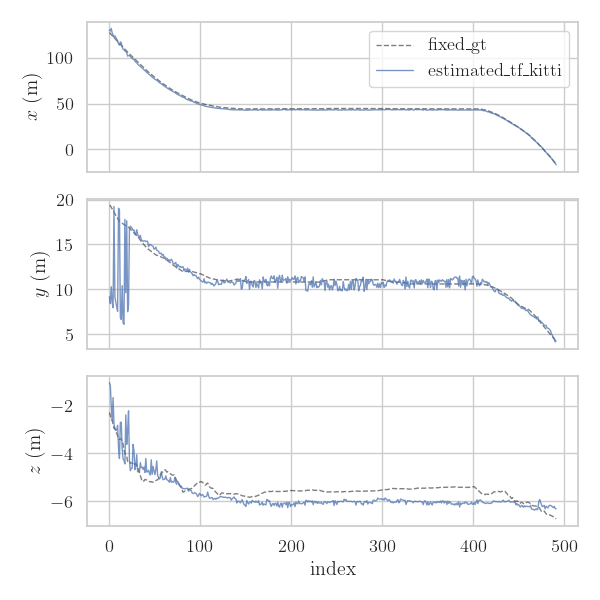 100
50
0
x (m)
fixed_gt
estimated_tf_kitti
20
15
10
5
y (m)
−2
−4
−6
z (m)
0 100 200 300 400 500
index